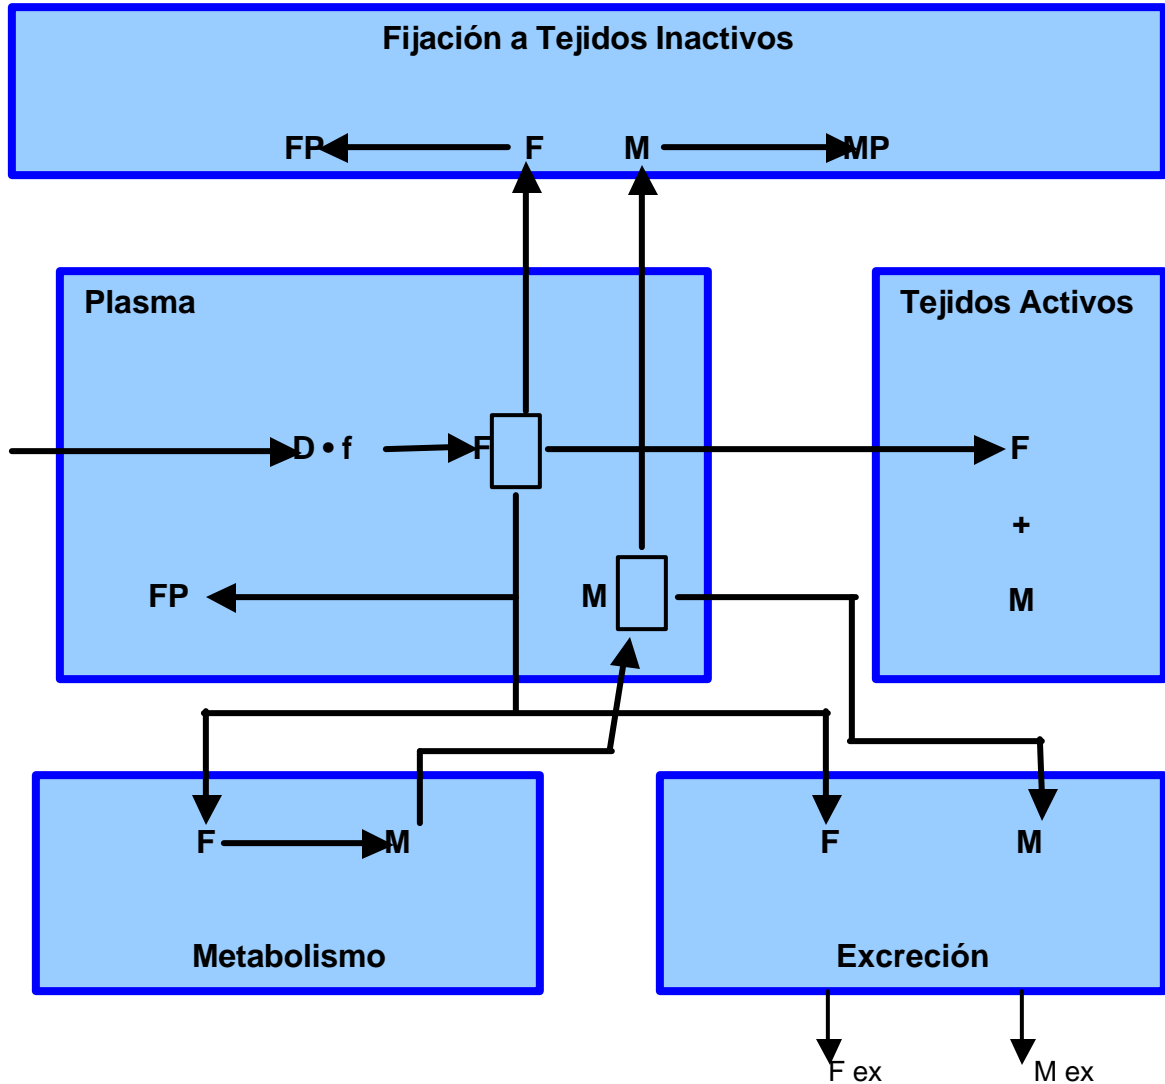 Fijación a Tejidos Inactivos
FP F M MP
Plasma
Tejidos Activos
D • f F
F
+
FP
M
M
F M
F M
Metabolismo
Excreción
F ex M ex